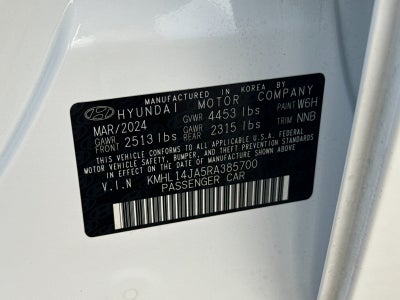 MANUFACTURED IN KOREA BY
HYUNDAI MOTOR COMPANY
MAR/2024 GVWR 4453 lbs PAINT W6H
GAWR FRONT 2513 lbs GAWR REAR 2315 lbs TRIM NNB
THIS VEHICLE CONFORMS TO ALL APPLICABLE U.S.A. FEDERAL
MOTOR VEHICLE SAFETY, BUMPER, AND THEFT PREVENTION STANDARDS
IN EFFECT ON THE DATE OF MANUFACTURE SHOWN ABOVE.
V.I.N KMHL14JA5RA385700
PASSENGER CAR